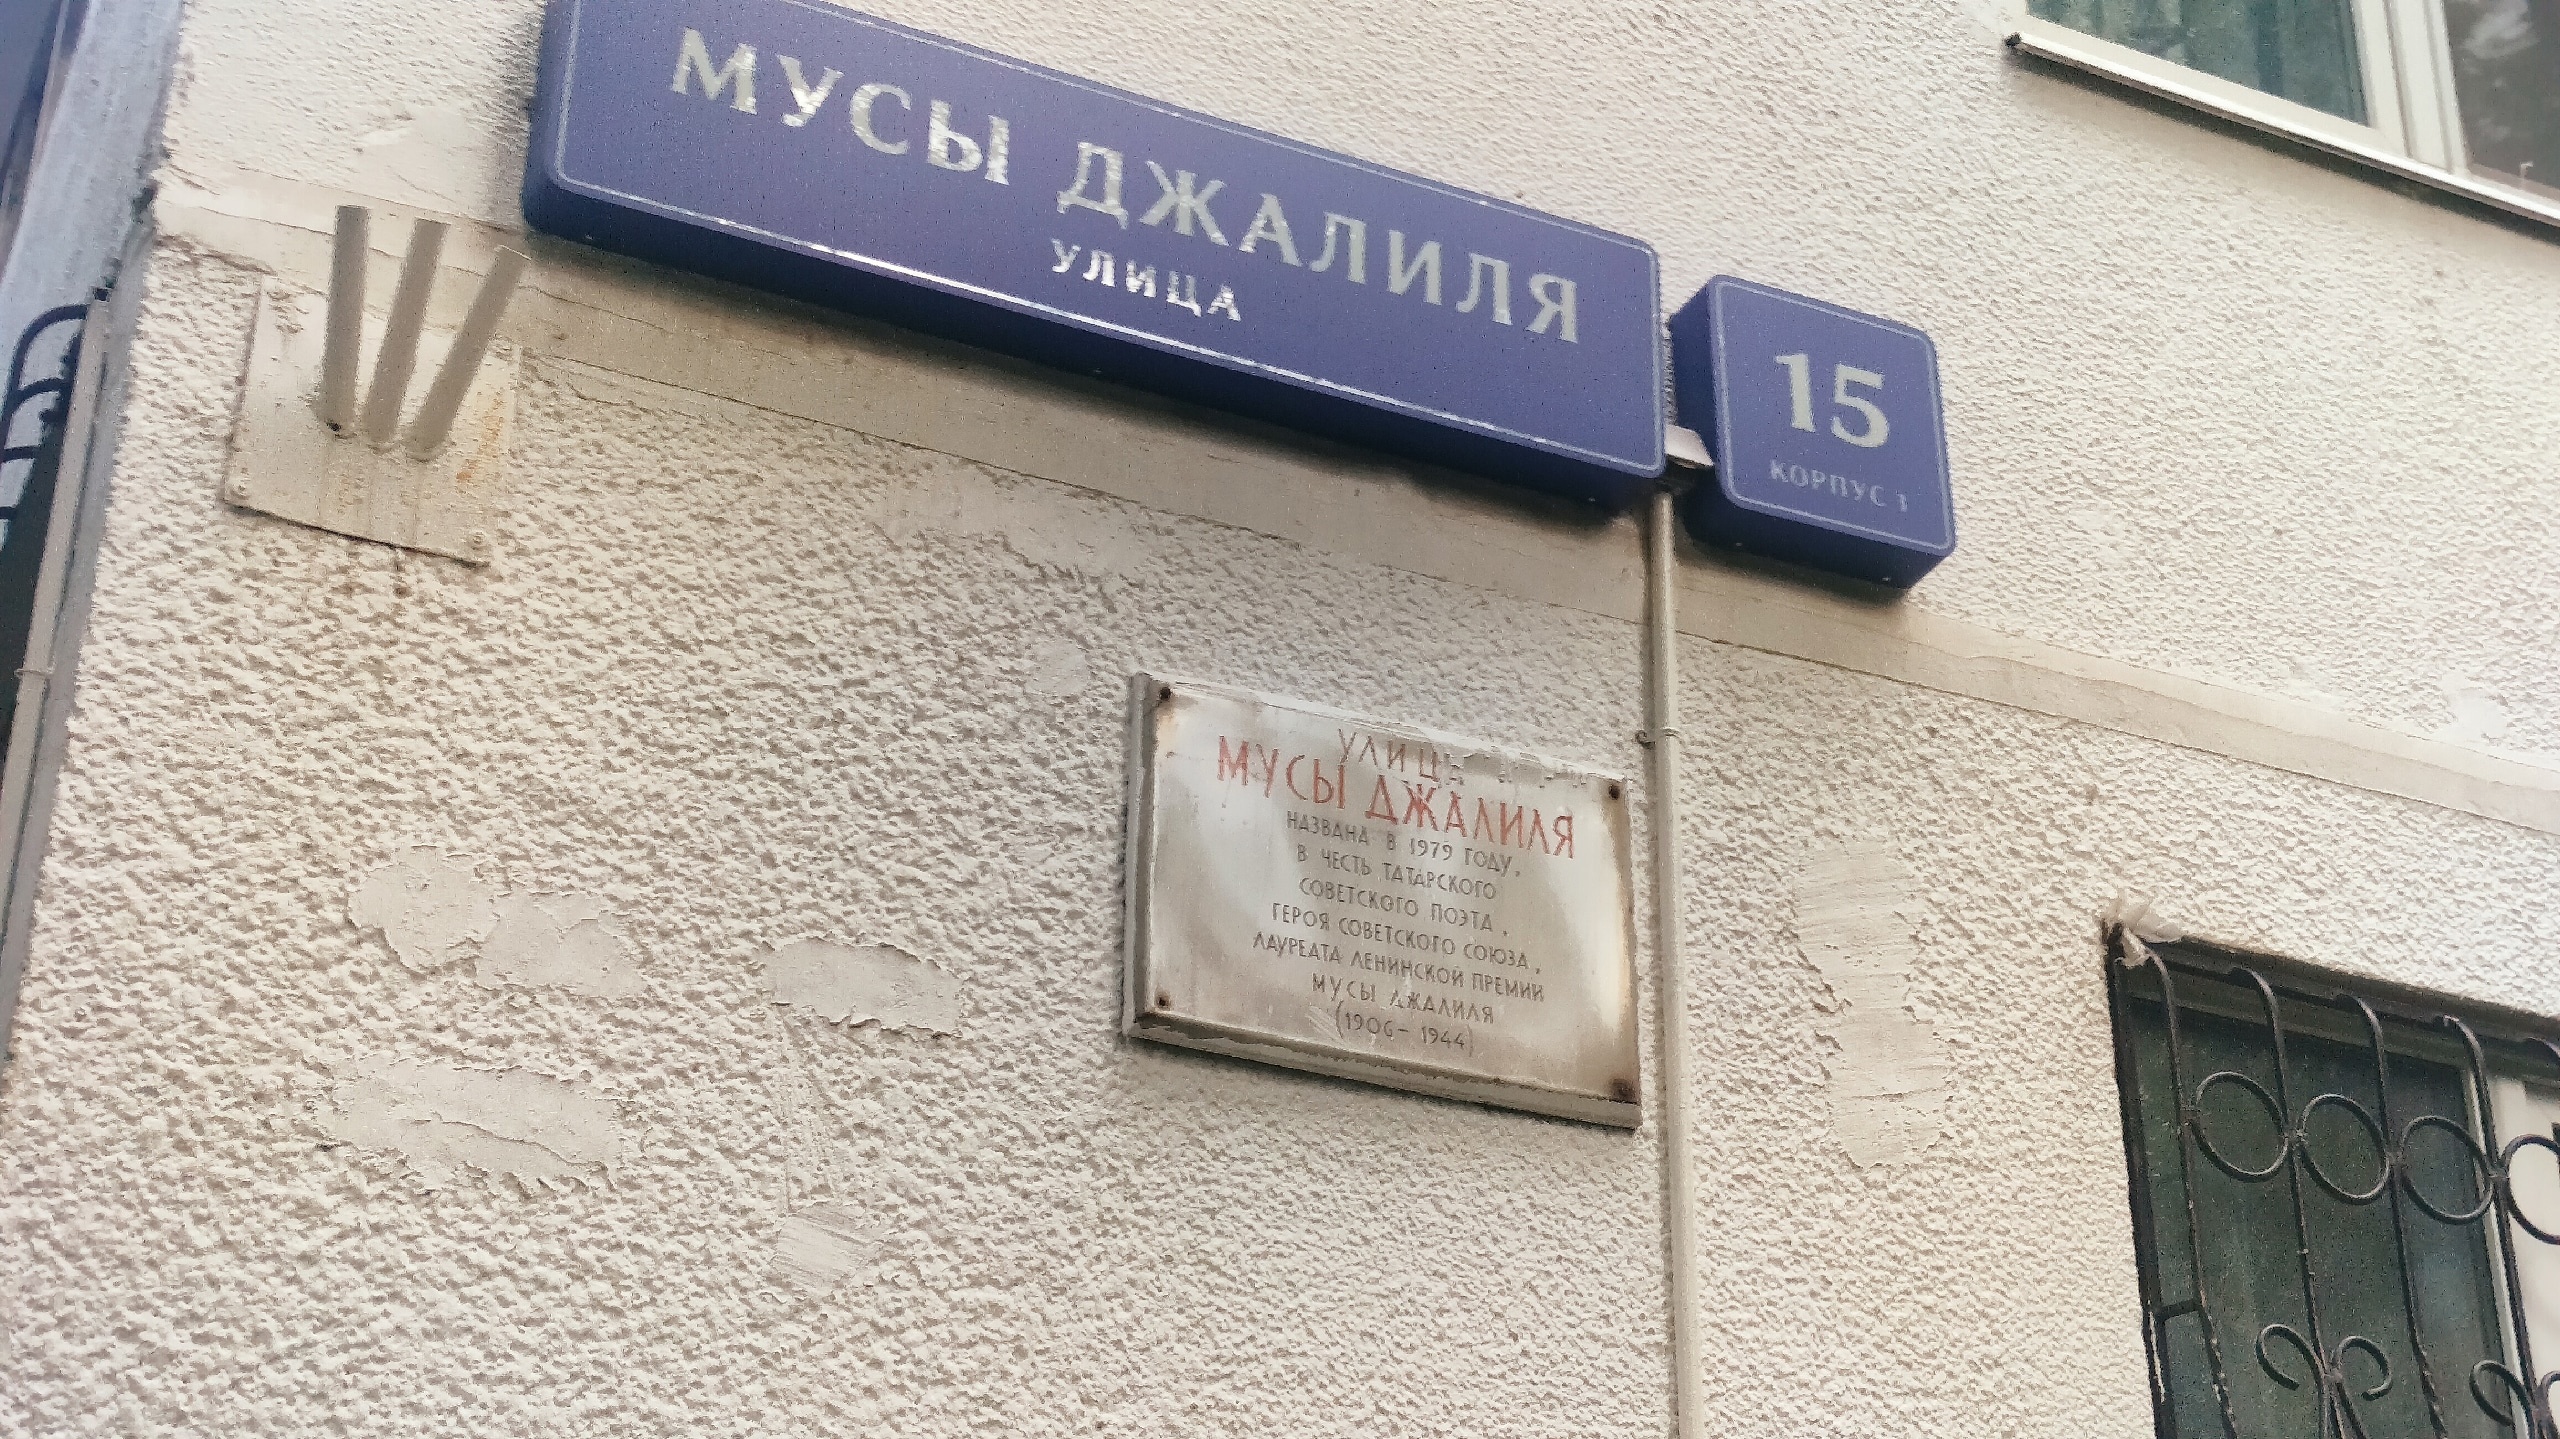 МУСЫ ДЖАЛИЛЯ
УЛИЦА
15
КОРПУС 1
УЛИЦА
МУСЫ ДЖАЛИЛЯ
НАЗВАНА В 1979 ГОДУ,
В ЧЕСТЬ ТАТАРСКОГО
СОВЕТСКОГО ПОЭТА,
ГЕРОЯ СОВЕТСКОГО СОЮЗА,
ЛАУРЕАТА ЛЕНИНСКОЙ ПРЕМИИ
МУСЫ ДЖАЛИЛЯ
(1906-1944)